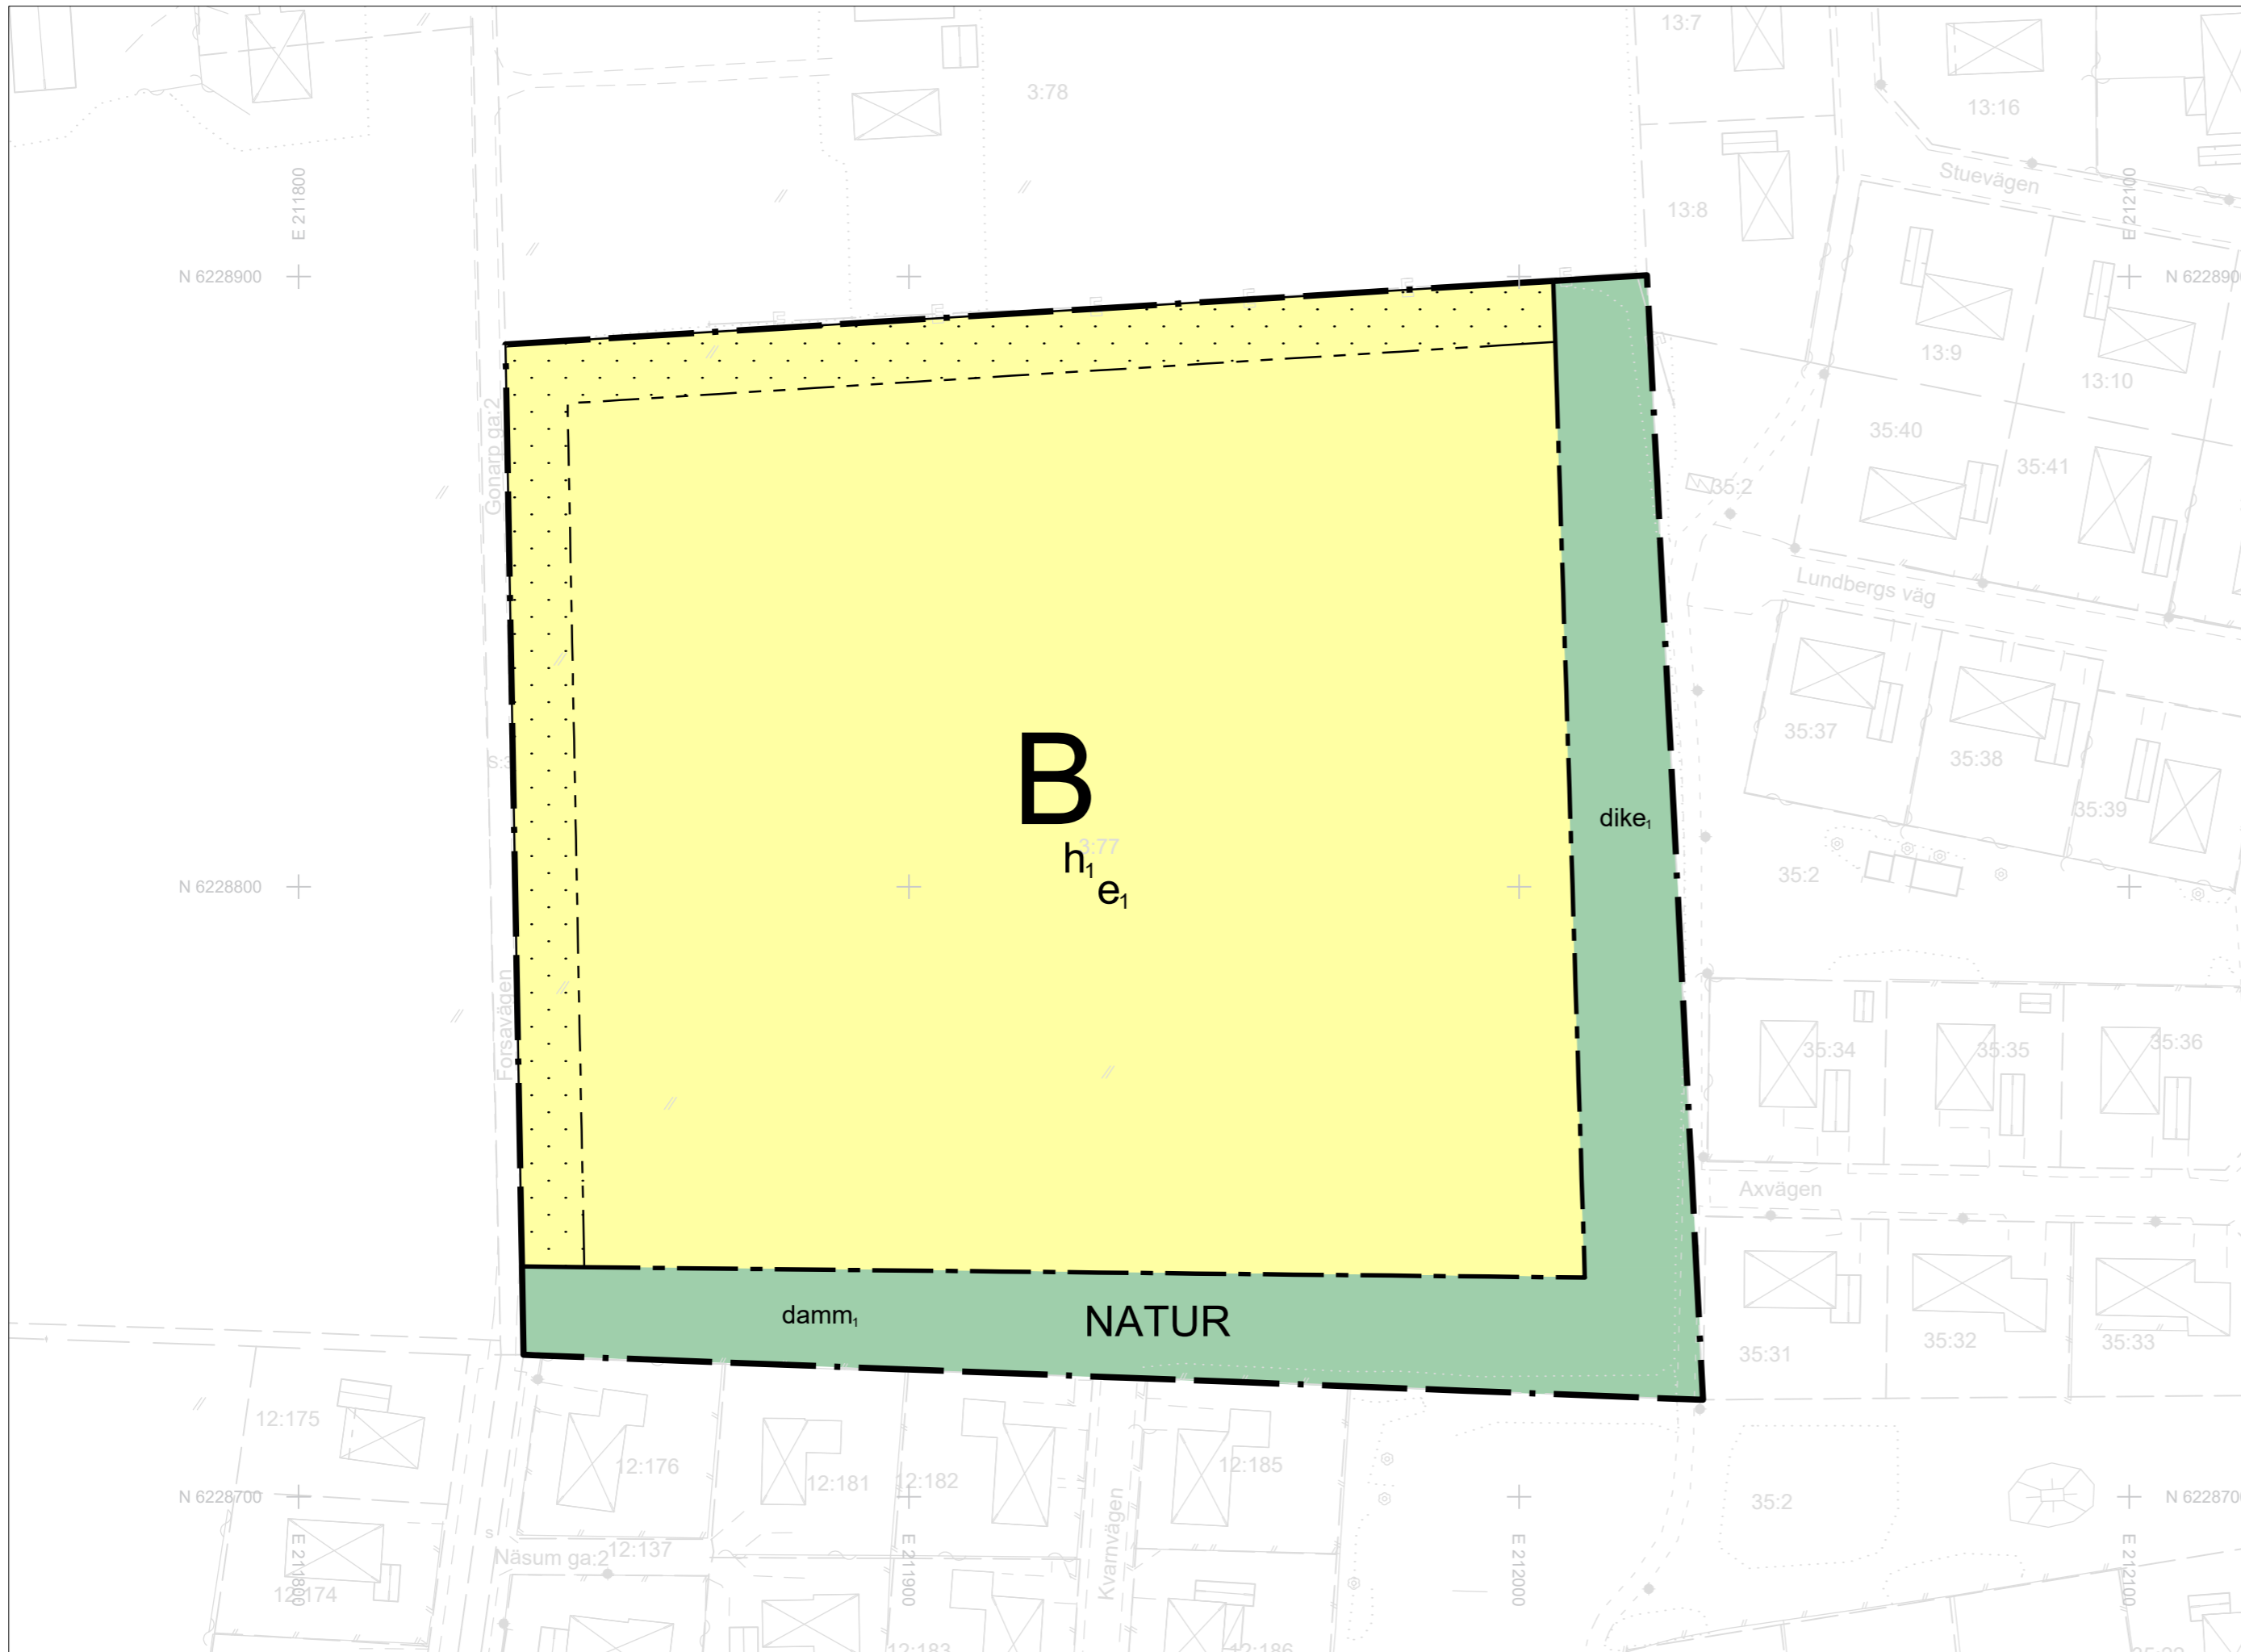 13:7
3:78
13:16
Stuevägen
E 211800
E 212100
13:8
N 6228900
N 622890
13:9
13:10
Gonarp ga:2
35:40
35:41
35:2
Lundbergs väg
35:37
35:38
S:3
35:39
B
dike₁
3:77
h₁
35:2
N 6228800
e₁
Forsavägen
35:34
35:35
35:36
Axvägen
damm₁
NATUR
35:31
35:32
35:33
12:175
12:176
12:181
12:182
12:185
N 6228700
35:2
N 622870
s
Näsum ga:2
12:137
Kvarnvägen
E 211800
E 211900
E 212000
E 212100
12:174
12:183
12:186